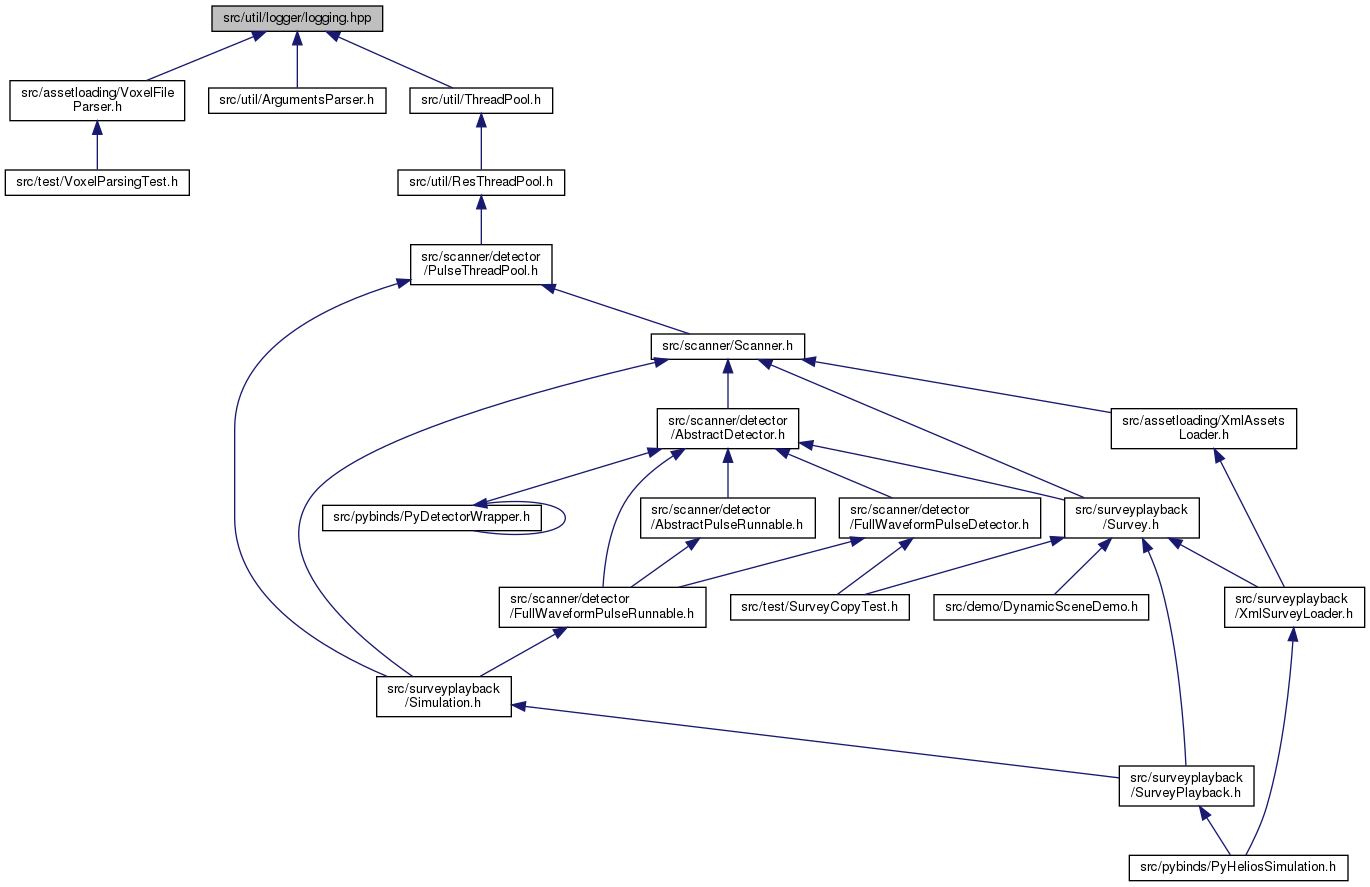 src/util/logger/logging.hpp
src/assetloading/VoxelFile
Parser.h
src/util/ArgumentsParser.h
src/util/ThreadPool.h
src/test/VoxelParsingTest.h
src/util/ResThreadPool.h
src/scanner/detector
/PulseThreadPool.h
src/scanner/Scanner.h
src/scanner/detector
/AbstractDetector.h
src/assetloading/XmlAssets
Loader.h
src/pybinds/PyDetectorWrapper.h
src/scanner/detector
/AbstractPulseRunnable.h
src/scanner/detector
/FullWaveformPulseDetector.h
src/surveyplayback
/Survey.h
src/scanner/detector
/FullWaveformPulseRunnable.h
src/test/SurveyCopyTest.h
src/demo/DynamicSceneDemo.h
src/surveyplayback
/XmlSurveyLoader.h
src/surveyplayback
/Simulation.h
src/surveyplayback
/SurveyPlayback.h
src/pybinds/PyHeliosSimulation.h